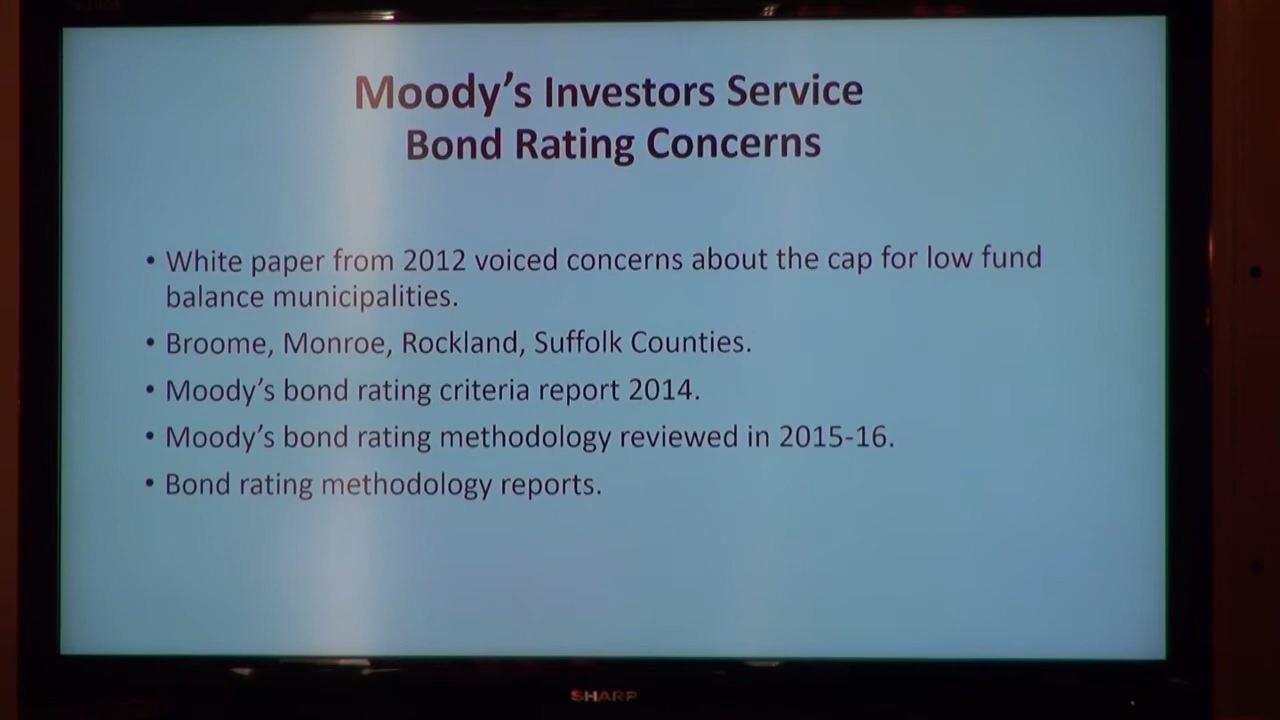 Moody's Investors Service
Bond Rating Concerns
• White paper from 2012 voiced concerns about the cap for low fund
balance municipalities.
• Broome, Monroe, Rockland, Suffolk Counties.
• Moody's bond rating criteria report 2014.
• Moody's bond rating methodology reviewed in 2015-16.
• Bond rating methodology reports.
SHARP